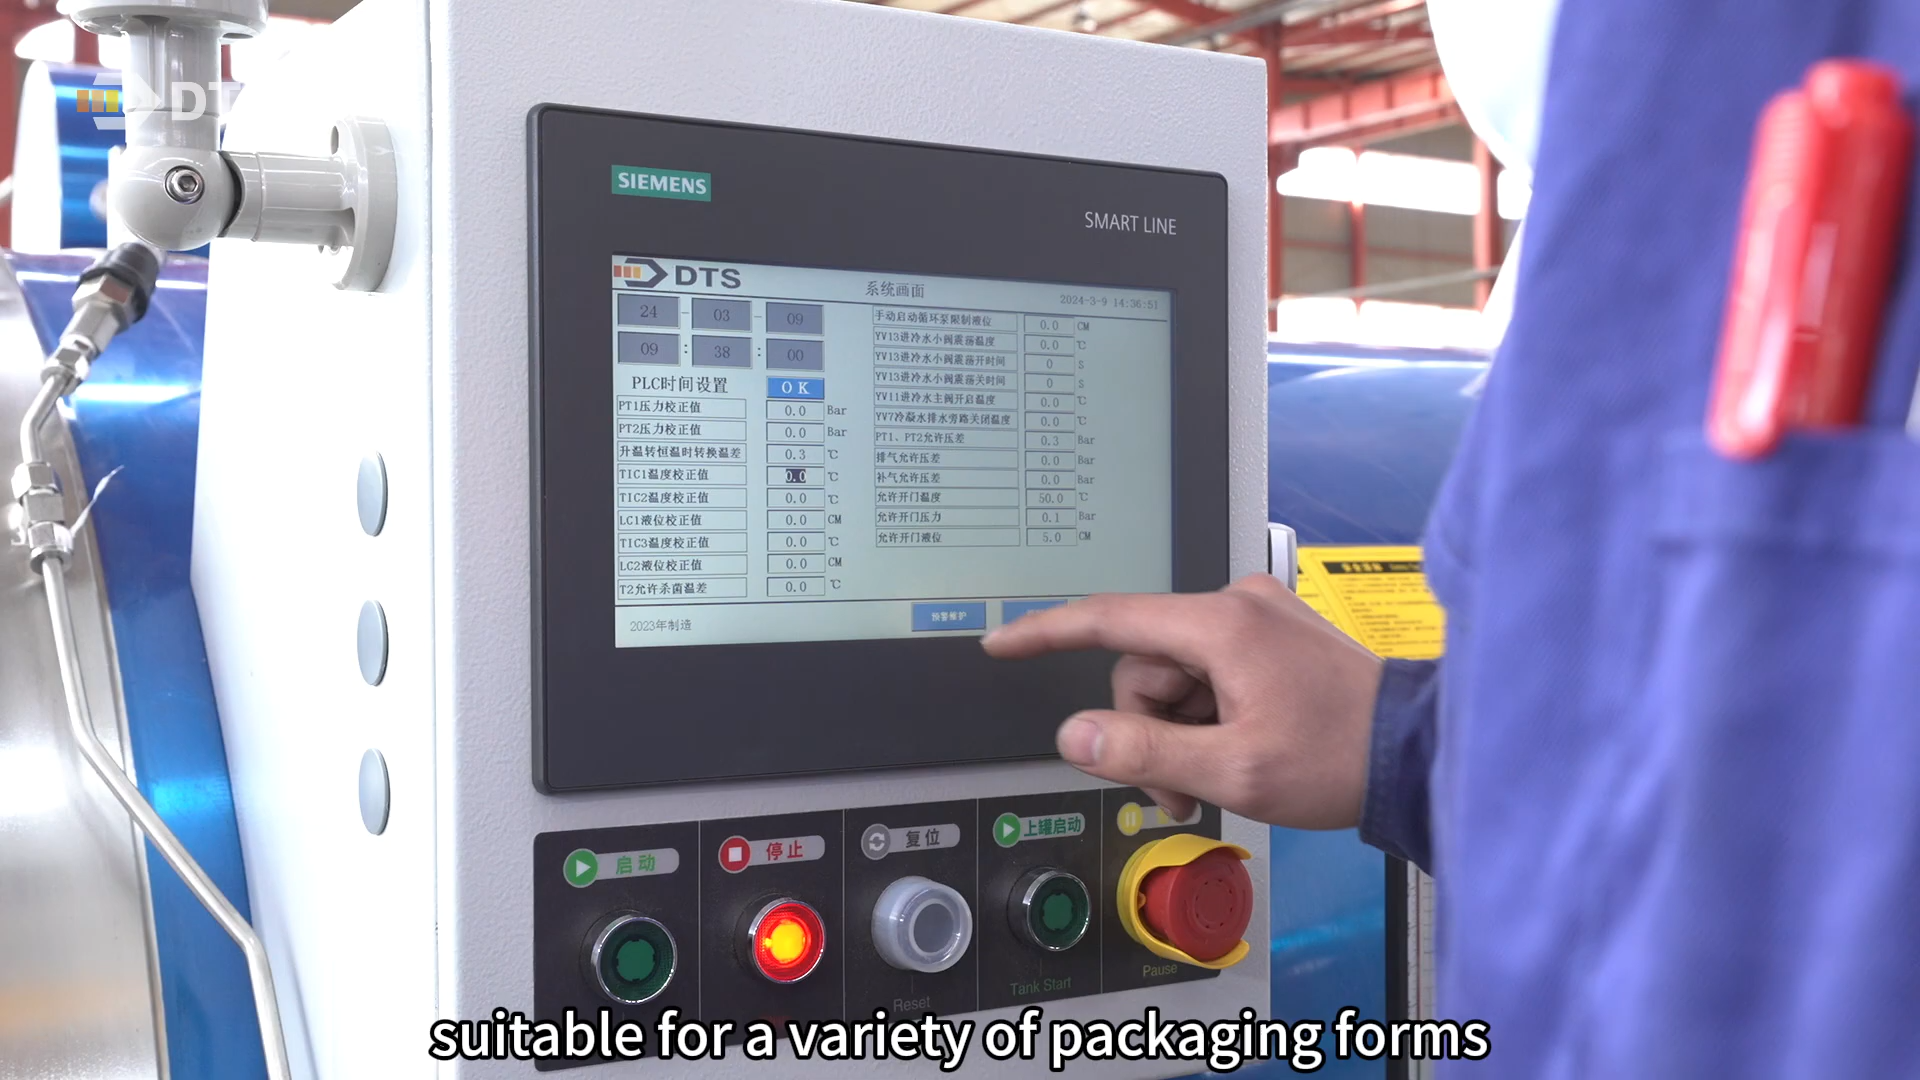 DT
SIEMENS
SMART LINE
DTS
系统画面
2024-3-9 14:36:51
24 - 03 - 09
09 : 38 : 00
PLC时间设置 OK
PT1压力校正值 0.0 Bar
PT2压力校正值 0.0 Bar
升温转恒温时转换温差 0.3 ℃
TIC1温度校正值 0.0 ℃
TIC2温度校正值 0.0 ℃
LC1液位校正值 0.0 CM
TIC3温度校正值 0.0 ℃
LC2液位校正值 0.0 CM
T2允许杀菌温差 0.0 ℃
手动启动循环泵限制液位 0.0 CM
YV13进冷水小阀震荡温度 0.0 ℃
YV13进冷水小阀震荡开时间 0 S
YV13进冷水小阀震荡关时间 0 S
YV11进冷水主阀开启温度 0.0 ℃
YV7冷凝水排水旁路关闭温度 0.0 ℃
PT1、PT2允许压差 0.3 Bar
排气允许压差 0.0 Bar
补气允许压差 0.0 Bar
允许开门温度 50.0 ℃
允许开门压力 0.1 Bar
允许开门液位 5.0 CM
2023年制造
预警维护
启动
停止
复位
上罐启动
Reset
Tank Start
Pause
suitable for a variety of packaging forms